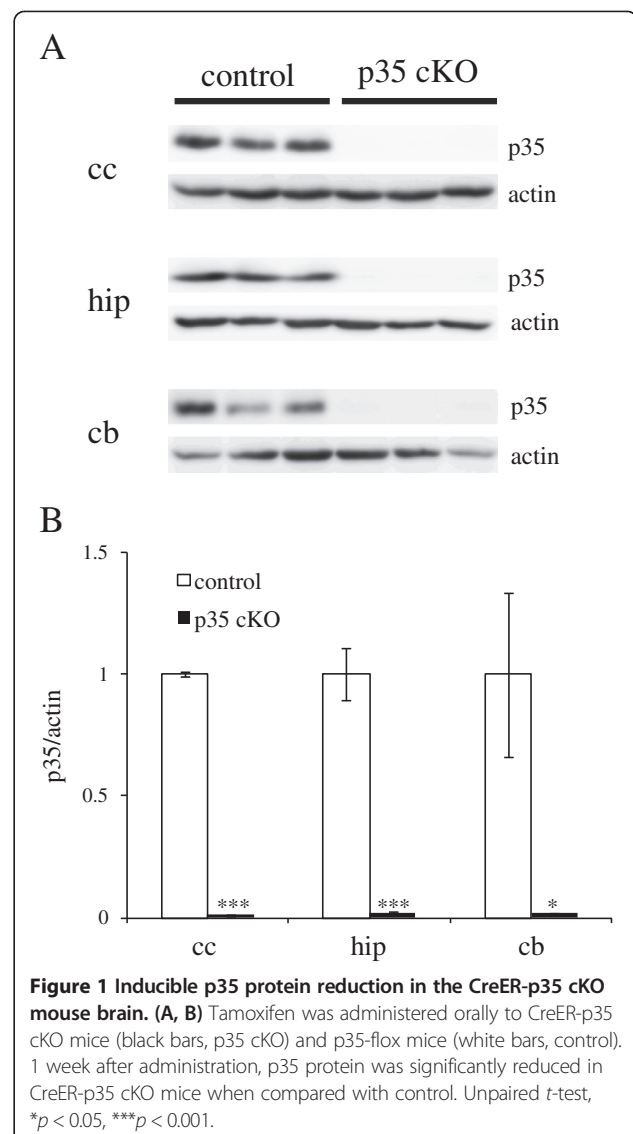 A
control p35 cKO
p35
cc
actin
p35
hip
actin
p35
cb
actin
B
1.5
control
p35 cKO
1
p35/actin
0.5
*** *** *
0
cc hip cb
Figure 1 Inducible p35 protein reduction in the CreER-p35 cKO
mouse brain. (A, B) Tamoxifen was administered orally to CreER-p35
cKO mice (black bars, p35 cKO) and p35-flox mice (white bars, control).
1 week after administration, p35 protein was significantly reduced in
CreER-p35 cKO mice when compared with control. Unpaired t-test,
*p < 0.05, ***p < 0.001.